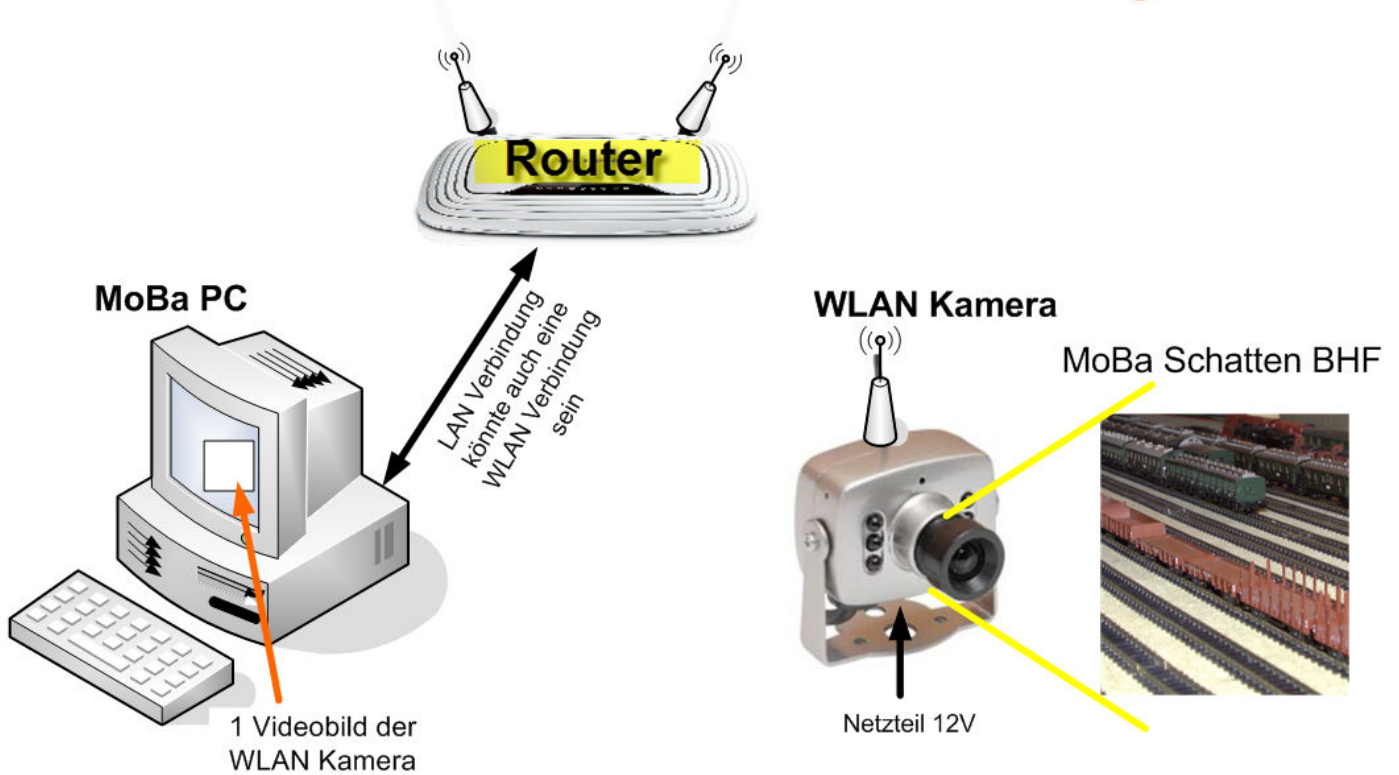 Router
MoBa PC
LAN Verbindung
könnte auch eine
WLAN Verbindung
sein
WLAN Kamera
MoBa Schatten BHF
Netzteil 12V
1 Videobild der
WLAN Kamera